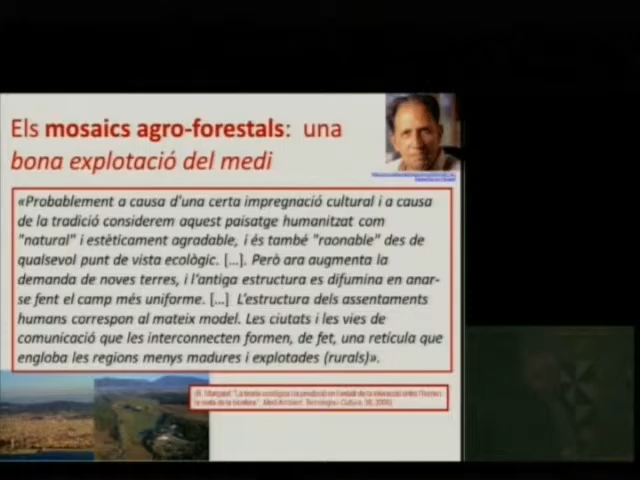 Els mosaics agro-forestals: una
bona explotació del medi
«Probablement a causa d'una certa impregnació cultural i a causa
de la tradició considerem aquest paisatge humanitzat com
"natural" i estèticament agradable, i és també "raonable" des de
qualsevol punt de vista ecològic. [...]. Però ara augmenta la
demanda de noves terres, i l'antiga estructura es difumina en anar-
se fent el camp més uniforme. [...] L'estructura dels assentaments
humans correspon al mateix model. Les ciutats i les vies de
comunicació que les interconnecten formen, de fet, una retícula que
engloba les regions menys madures i explotades (rurals)».